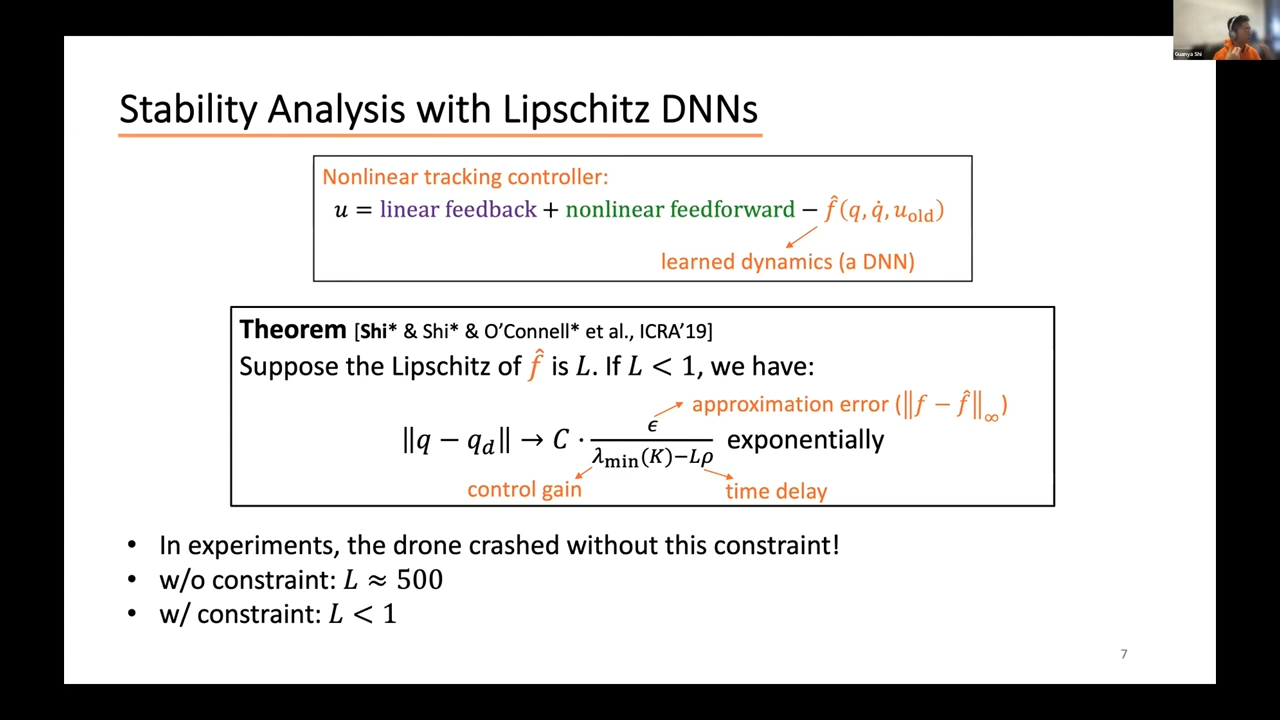 Guanya Shi
Stability Analysis with Lipschitz DNNs
Nonlinear tracking controller:
u = linear feedback + nonlinear feedforward − f̂(q, q̇, u_old)
learned dynamics (a DNN)
Theorem [Shi* & Shi* & O’Connell* et al., ICRA’19]
Suppose the Lipschitz of f̂ is L. If L < 1, we have:
approximation error (‖f − f̂‖_∞)
‖q − q_d‖ → C · ϵ / (λ_min(K)−Lρ) exponentially
control gain
time delay
• In experiments, the drone crashed without this constraint!
• w/o constraint: L ≈ 500
• w/ constraint: L < 1
7